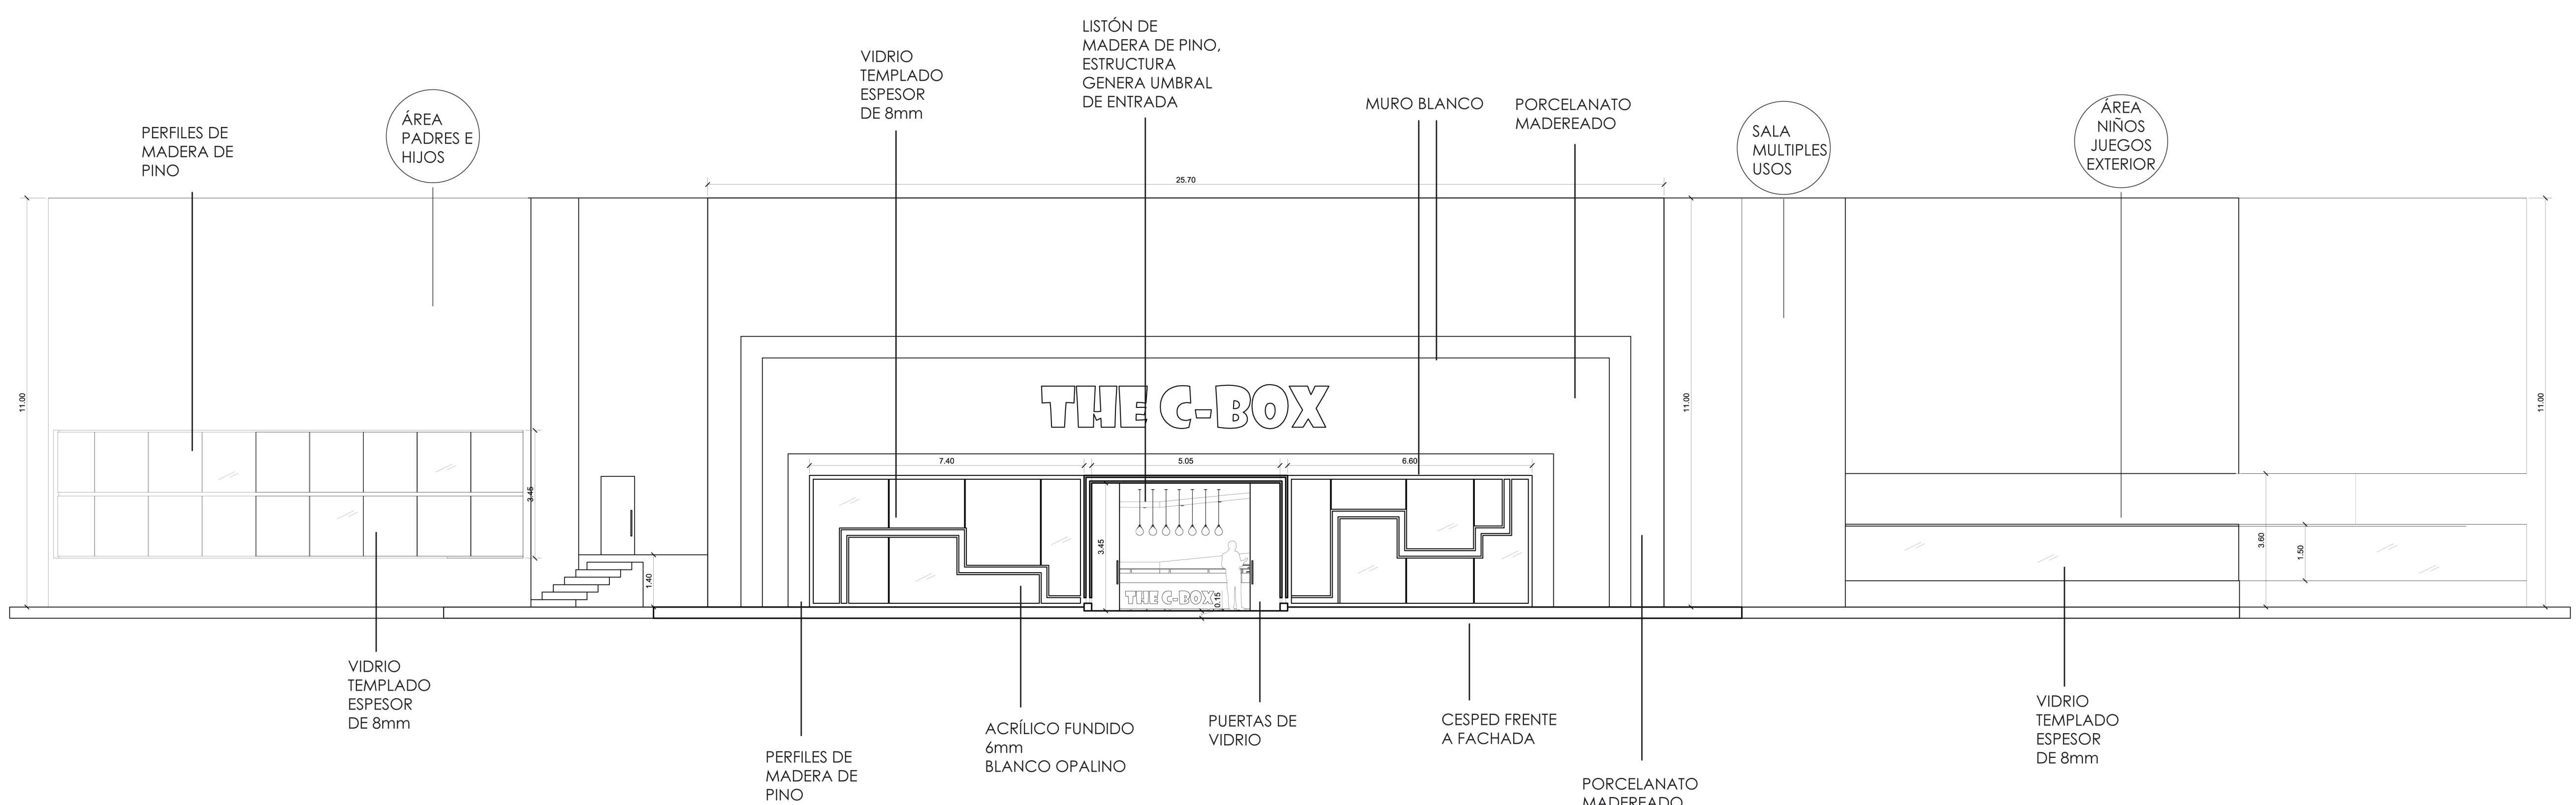 LISTÓN DE
MADERA DE PINO,
ESTRUCTURA
GENERA UMBRAL
DE ENTRADA
VIDRIO
TEMPLADO
ESPESOR
DE 8mm
MURO BLANCO
PORCELANATO
MADEREADO
PERFILES DE
MADERA DE
PINO
ÁREA
PADRES E
HIJOS
SALA
MULTIPLES
USOS
ÁREA
NIÑOS
JUEGOS
EXTERIOR
25.70
11.00
11.00
11.00
THE C-BOX
7.40
5.05
6.60
3.45
3.45
1.40
THE C-BOX
0.15
3.60
1.50
VIDRIO
TEMPLADO
ESPESOR
DE 8mm
PERFILES DE
MADERA DE
PINO
ACRÍLICO FUNDIDO
6mm
BLANCO OPALINO
PUERTAS DE
VIDRIO
CESPED FRENTE
A FACHADA
PORCELANATO
MADEREADO
VIDRIO
TEMPLADO
ESPESOR
DE 8mm